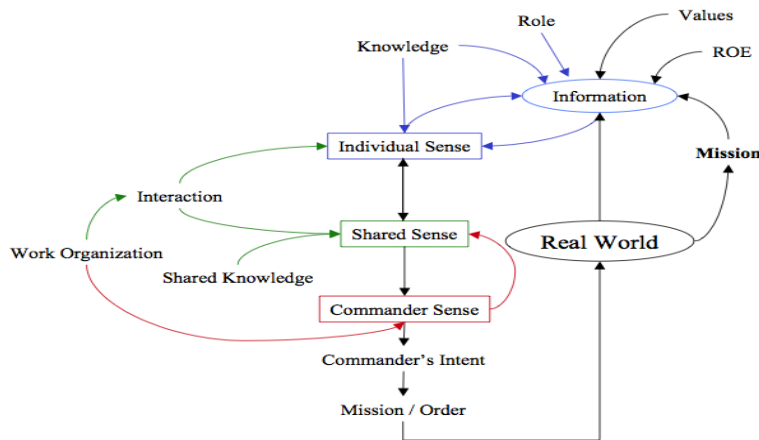 Values
Role
Knowledge
ROE
Information
Individual Sense
Mission
Interaction
Shared Sense
Real World
Work Organization
Shared Knowledge
Commander Sense
Commander's Intent
Mission / Order